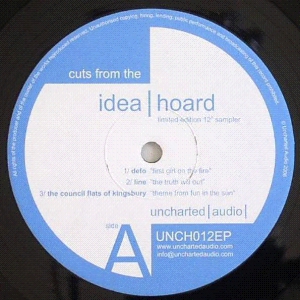 cuts from the
idea | hoard
limited edition 12" sampler
1/ defo "first girl on the fire"
2/ line "the truth will out"
3/ the council flats of kingsbury "theme from fun in the sun"
uncharted | audio |
side
A
UNCH012EP
www.unchartedaudio.com
info@unchartedaudio.com